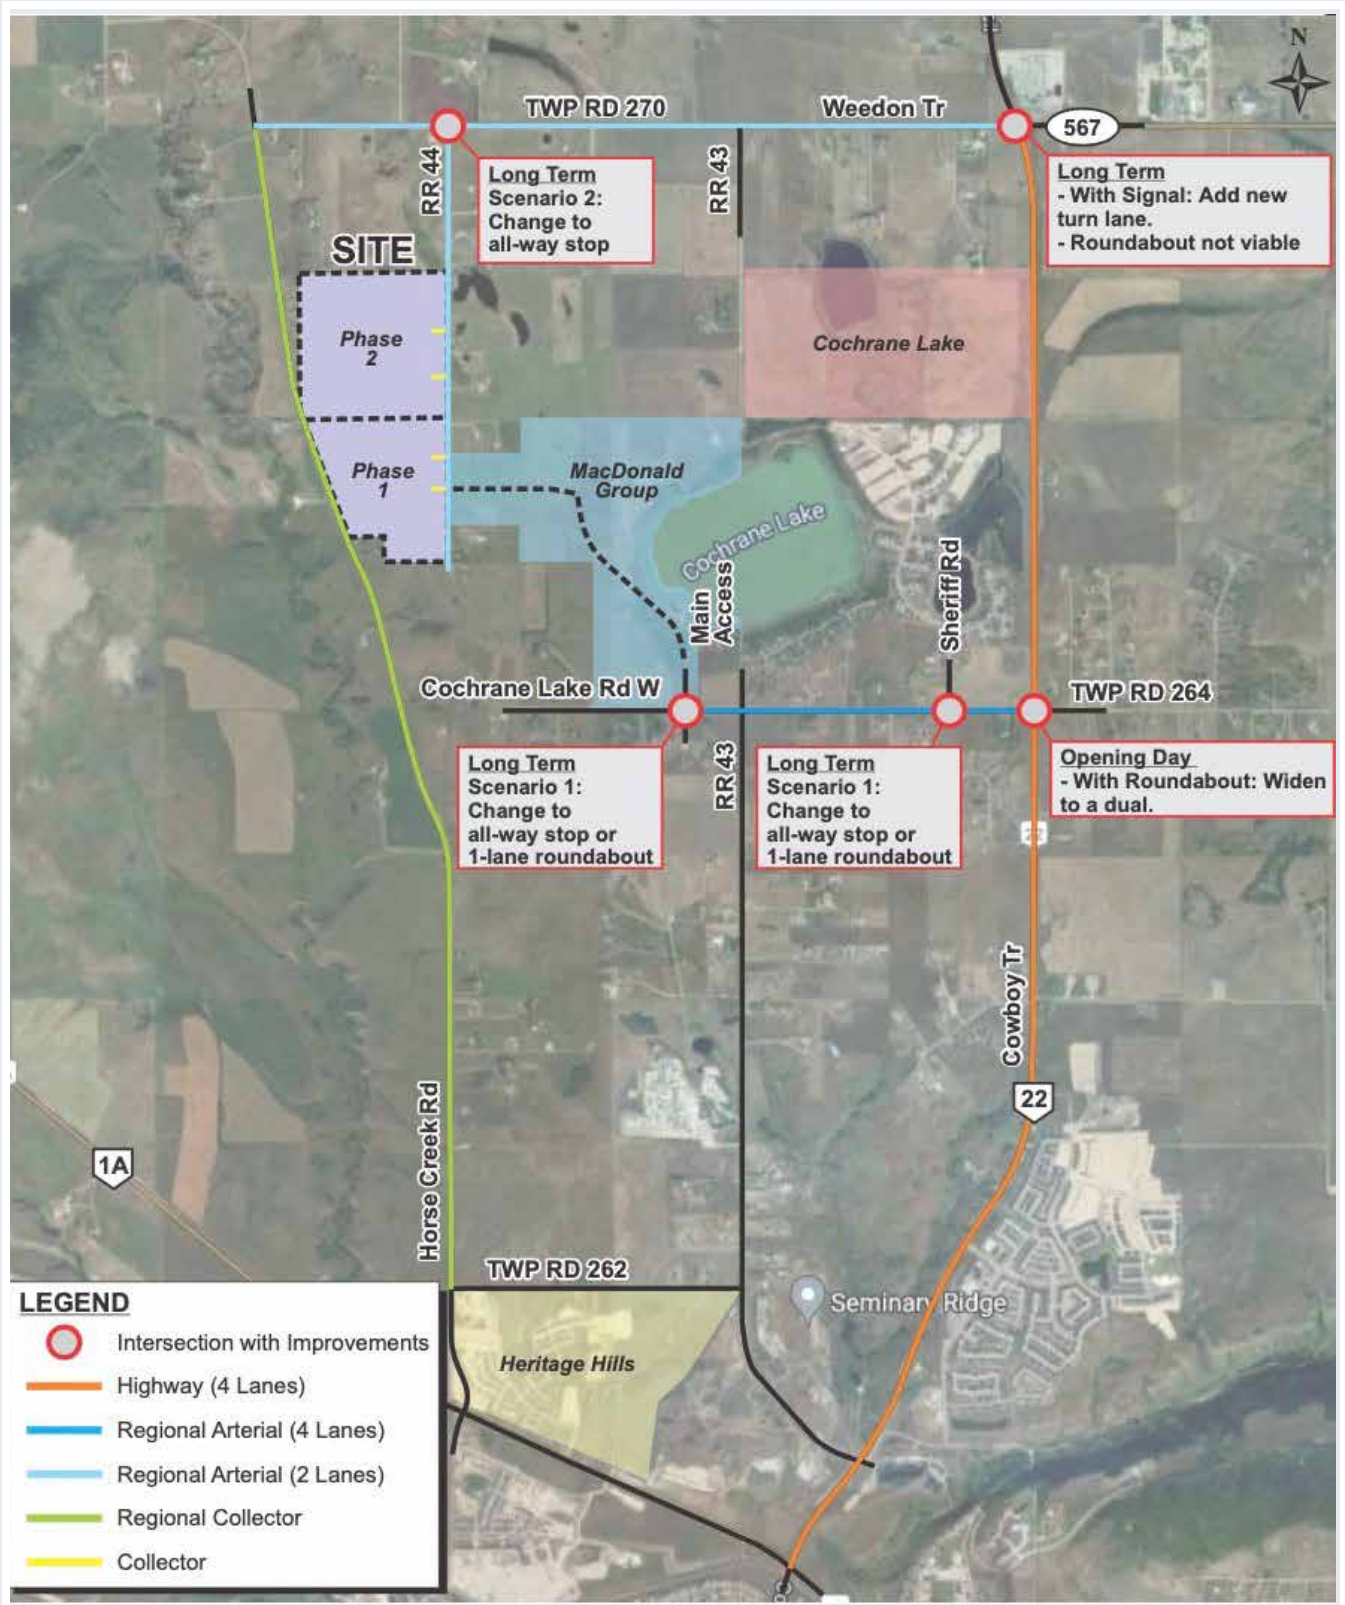 N
TWP RD 270
Weedon Tr
567
RR 44
RR 43
Long Term
Scenario 2:
Change to
all-way stop
Long Term
- With Signal: Add new
turn lane.
- Roundabout not viable
SITE
Phase
2
Cochrane Lake
Phase
1
MacDonald
Group
Cochrane Lake
Main
Access
Sheriff Rd
Cochrane Lake Rd W
TWP RD 264
RR 43
Long Term
Scenario 1:
Change to
all-way stop or
1-lane roundabout
Long Term
Scenario 1:
Change to
all-way stop or
1-lane roundabout
Opening Day
- With Roundabout: Widen
to a dual.
22
Cowboy Tr
22
Horse Creek Rd
1A
TWP RD 262
Seminary Ridge
Heritage Hills
LEGEND
Intersection with Improvements
Highway (4 Lanes)
Regional Arterial (4 Lanes)
Regional Arterial (2 Lanes)
Regional Collector
Collector